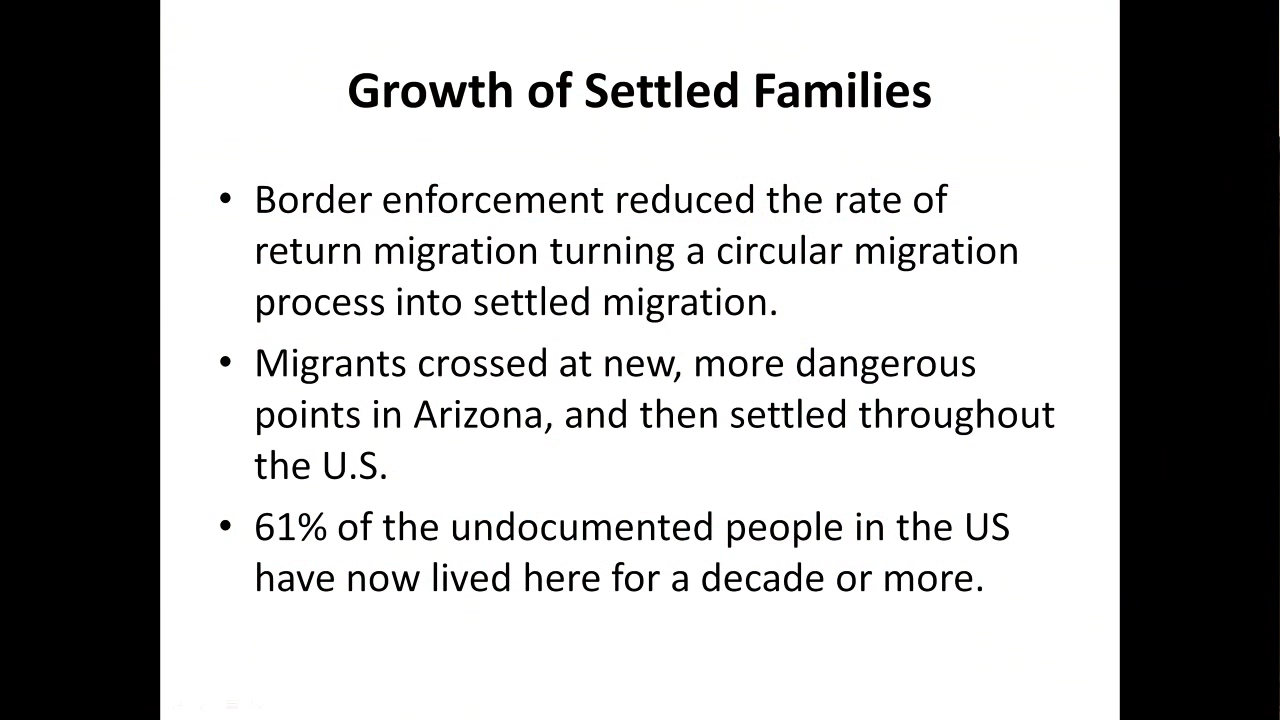 Growth of Settled Families
• Border enforcement reduced the rate of
return migration turning a circular migration
process into settled migration.
• Migrants crossed at new, more dangerous
points in Arizona, and then settled throughout
the U.S.
• 61% of the undocumented people in the US
have now lived here for a decade or more.